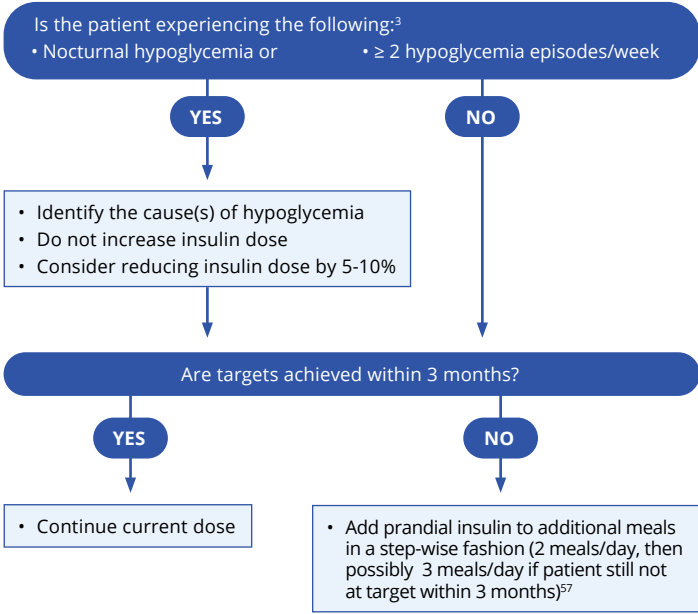 Is the patient experiencing the following:³
• Nocturnal hypoglycemia or • ≥ 2 hypoglycemia episodes/week
YES
NO
• Identify the cause(s) of hypoglycemia
• Do not increase insulin dose
• Consider reducing insulin dose by 5-10%
Are targets achieved within 3 months?
YES
NO
• Continue current dose
• Add prandial insulin to additional meals
in a step-wise fashion (2 meals/day, then
possibly 3 meals/day if patient still not
at target within 3 months)⁵⁷